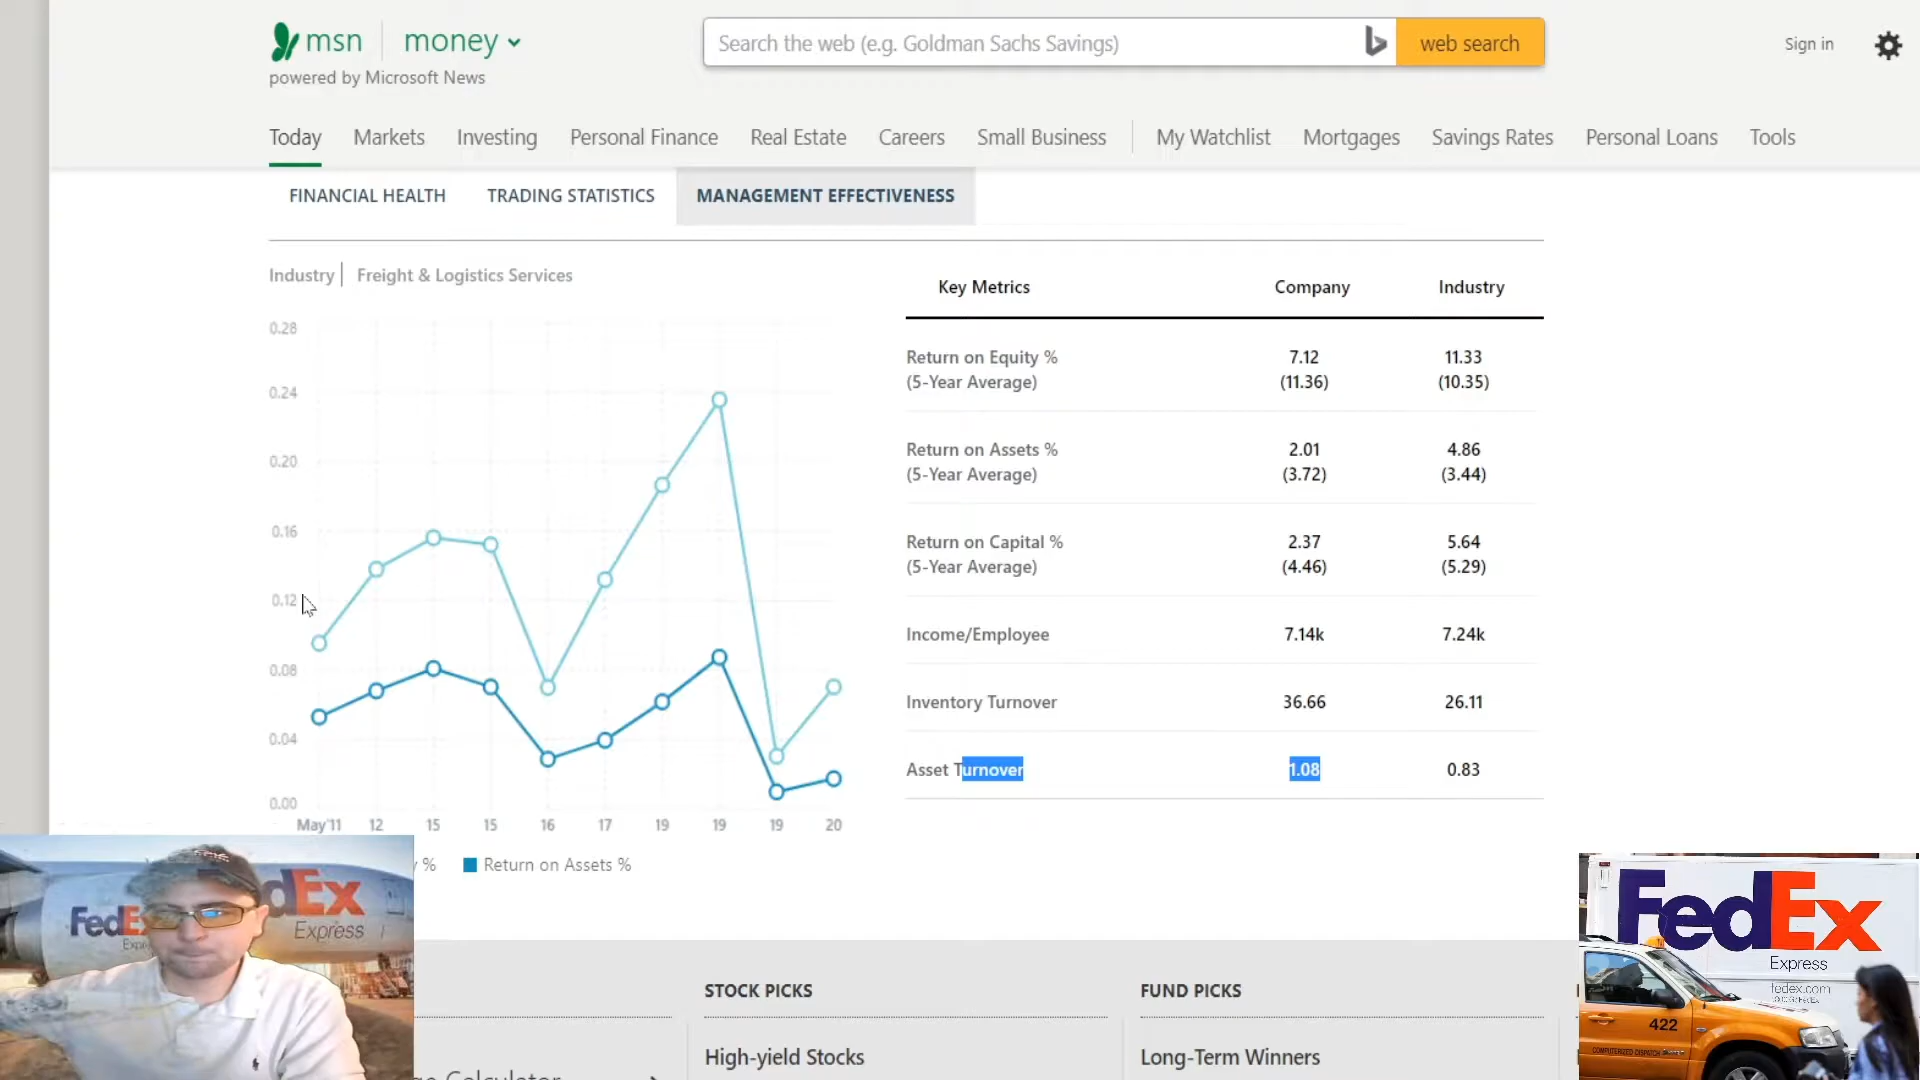 msn money
powered by Microsoft News
Search the web (e.g. Goldman Sachs Savings)
web search
Sign in
Today Markets Investing Personal Finance Real Estate Careers Small Business My Watchlist Mortgages Savings Rates Personal Loans Tools
FINANCIAL HEALTH TRADING STATISTICS MANAGEMENT EFFECTIVENESS
Industry | Freight & Logistics Services
Key Metrics Company Industry
Return on Equity % 7.12 11.33
(5-Year Average) (11.36) (10.35)
Return on Assets % 2.01 4.86
(5-Year Average) (3.72) (3.44)
Return on Capital % 2.37 5.64
(5-Year Average) (4.46) (5.29)
Income/Employee 7.14k 7.24k
Inventory Turnover 36.66 26.11
Asset Turnover 1.08 0.83
0.28
0.24
0.20
0.16
0.12
0.08
0.04
0.00
May'11 12 15 15 16 17 19 19 19 20
% Return on Assets %
STOCK PICKS
High-yield Stocks
FUND PICKS
Long-Term Winners
FedE
dEx
Express
FedEx
Express
fedex.com
422